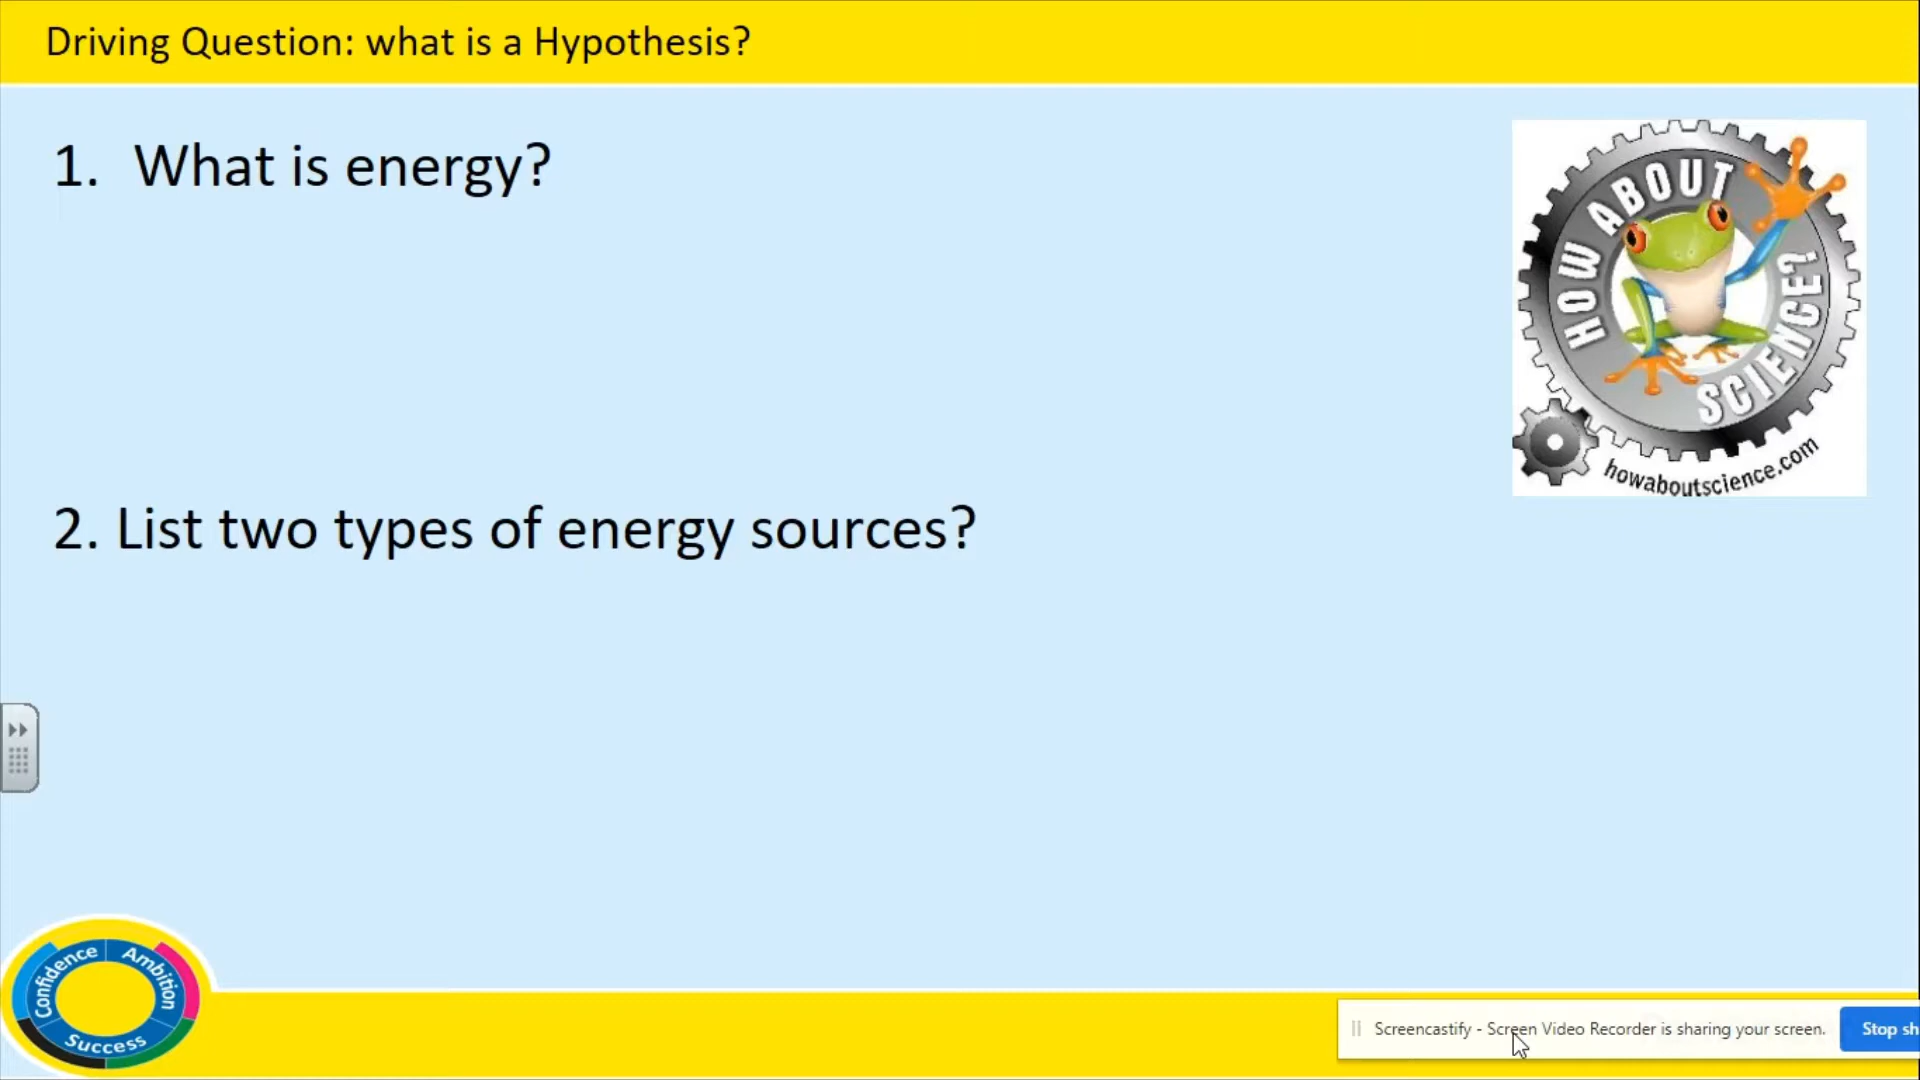 Driving Question: what is a Hypothesis?
1. What is energy?
HOW ABOUT SCIENCE?
howaboutscience.com
2. List two types of energy sources?
Confidence
Ambition
Success
Screencastify - Screen Video Recorder is sharing your screen.
Stop sh